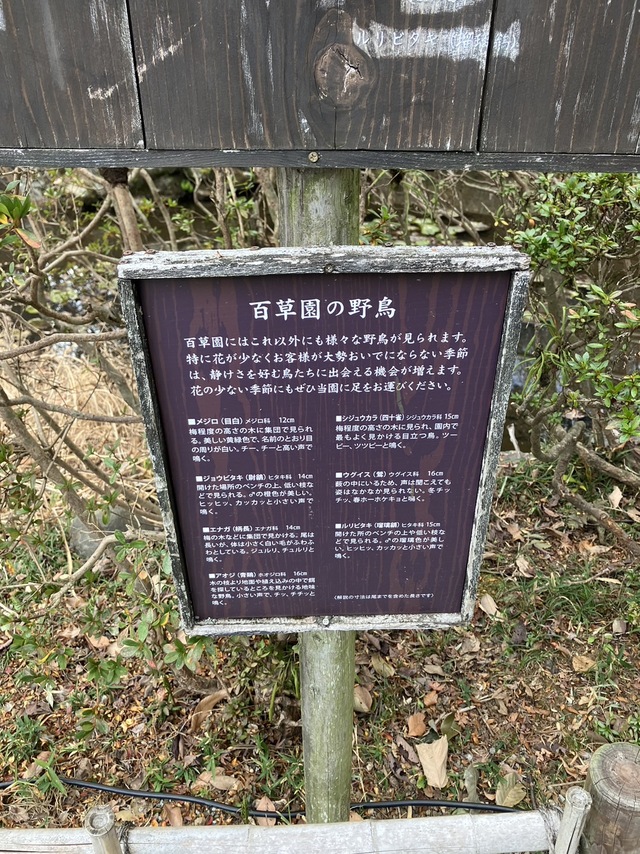 ルリビタキ
百草園の野鳥
百草園にはこれ以外にも様々な野鳥が見られます。
特に花が少なくお客様が大勢おいでにならない季節
は、静けさを好む鳥たちに出会える機会が増えます。
花の少ない季節にもぜひ当園に足をお運びください。
■メジロ(目白)メジロ科 12cm
梅程度の高さの木に集団で見られ
る。美しい黄緑色で、名前のとおり目
の周りが白い。チー、チーと高い声で
鳴く。
■ジョウビタキ(尉鶲)ヒタキ科 14cm
開けた場所のベンチの上、低い枝な
どで見られる。♂の橙色が美しい。
ヒッヒッ、カッカッと小さい声で
鳴く。
■エナガ(柄長)エナガ科 14cm
梅の木などに集団で見かける。尾は
長いが、体は小さく白い毛がふわふ
わとしている。ジュルリ、チュルリと
鳴く。
■アオジ(青鵐)ホオジロ科 16cm
木の枝より地面や植え込みの中で餌
を探しているところを見かける地味
な野鳥。小さい声で、チッ、チチッと
鳴く。
■シジュウカラ(四十雀)シジュウカラ科 15cm
梅程度の高さの木に見られ、園内で
最もよく見かける目立つ鳥。ツー
ピー、ツツピーと鳴く。
■ウグイス(鶯)ウグイス科 16cm
藪の中にいるため、声は聞こえても
姿はなかなか見られない。冬チッ
チッ、春ホーホケキョと鳴く。
■ルリビタキ(瑠璃鶲)ヒタキ科 15cm
開けた所のベンチの上や低い枝など
で見られる。♂の瑠璃色が美し
い。ヒッヒッ、カッカッと小さい声で
鳴く。
(解説の寸法は尾までを含めた長さです)